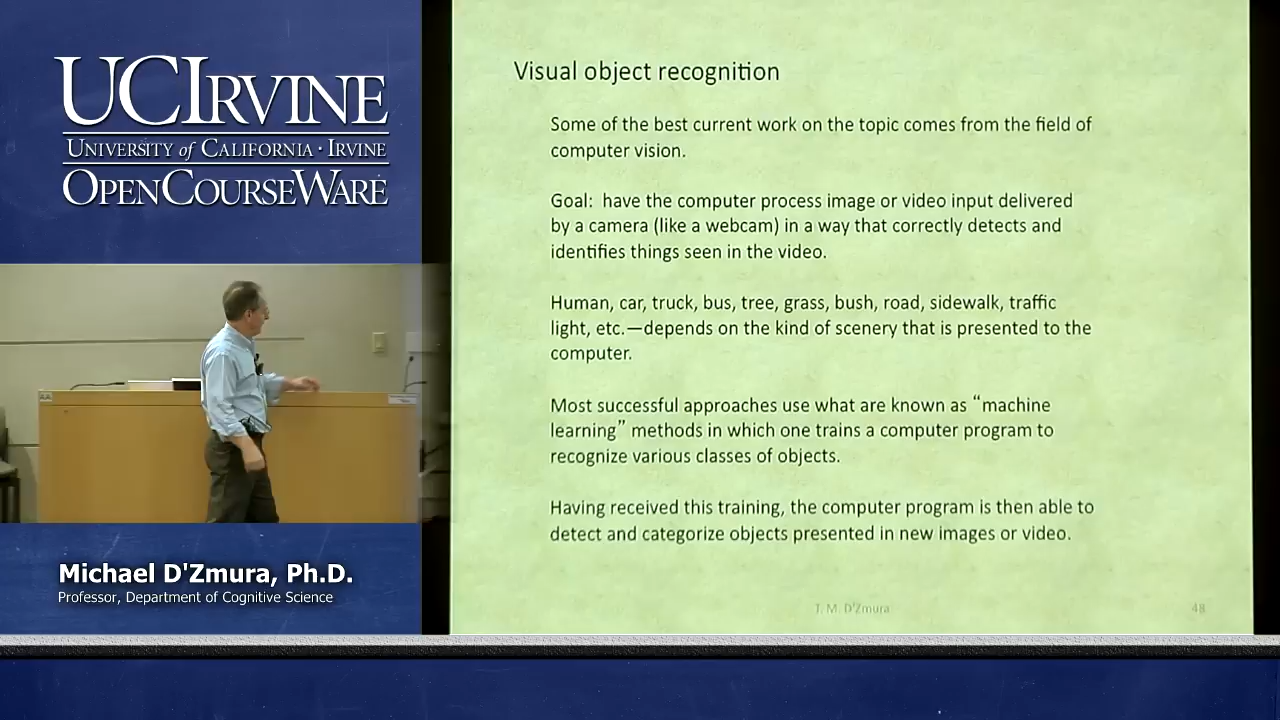 UCIRVINE
UNIVERSITY of CALIFORNIA · IRVINE
OPENCOURSEWARE
Michael D'Zmura, Ph.D.
Professor, Department of Cognitive Science
Visual object recognition
Some of the best current work on the topic comes from the field of
computer vision.
Goal:  have the computer process image or video input delivered
by a camera (like a webcam) in a way that correctly detects and
identifies things seen in the video.
Human, car, truck, bus, tree, grass, bush, road, sidewalk, traffic
light, etc.—depends on the kind of scenery that is presented to the
computer.
Most successful approaches use what are known as “machine
learning” methods in which one trains a computer program to
recognize various classes of objects.
Having received this training, the computer program is then able to
detect and categorize objects presented in new images or video.
T. M. D'Zmura
48